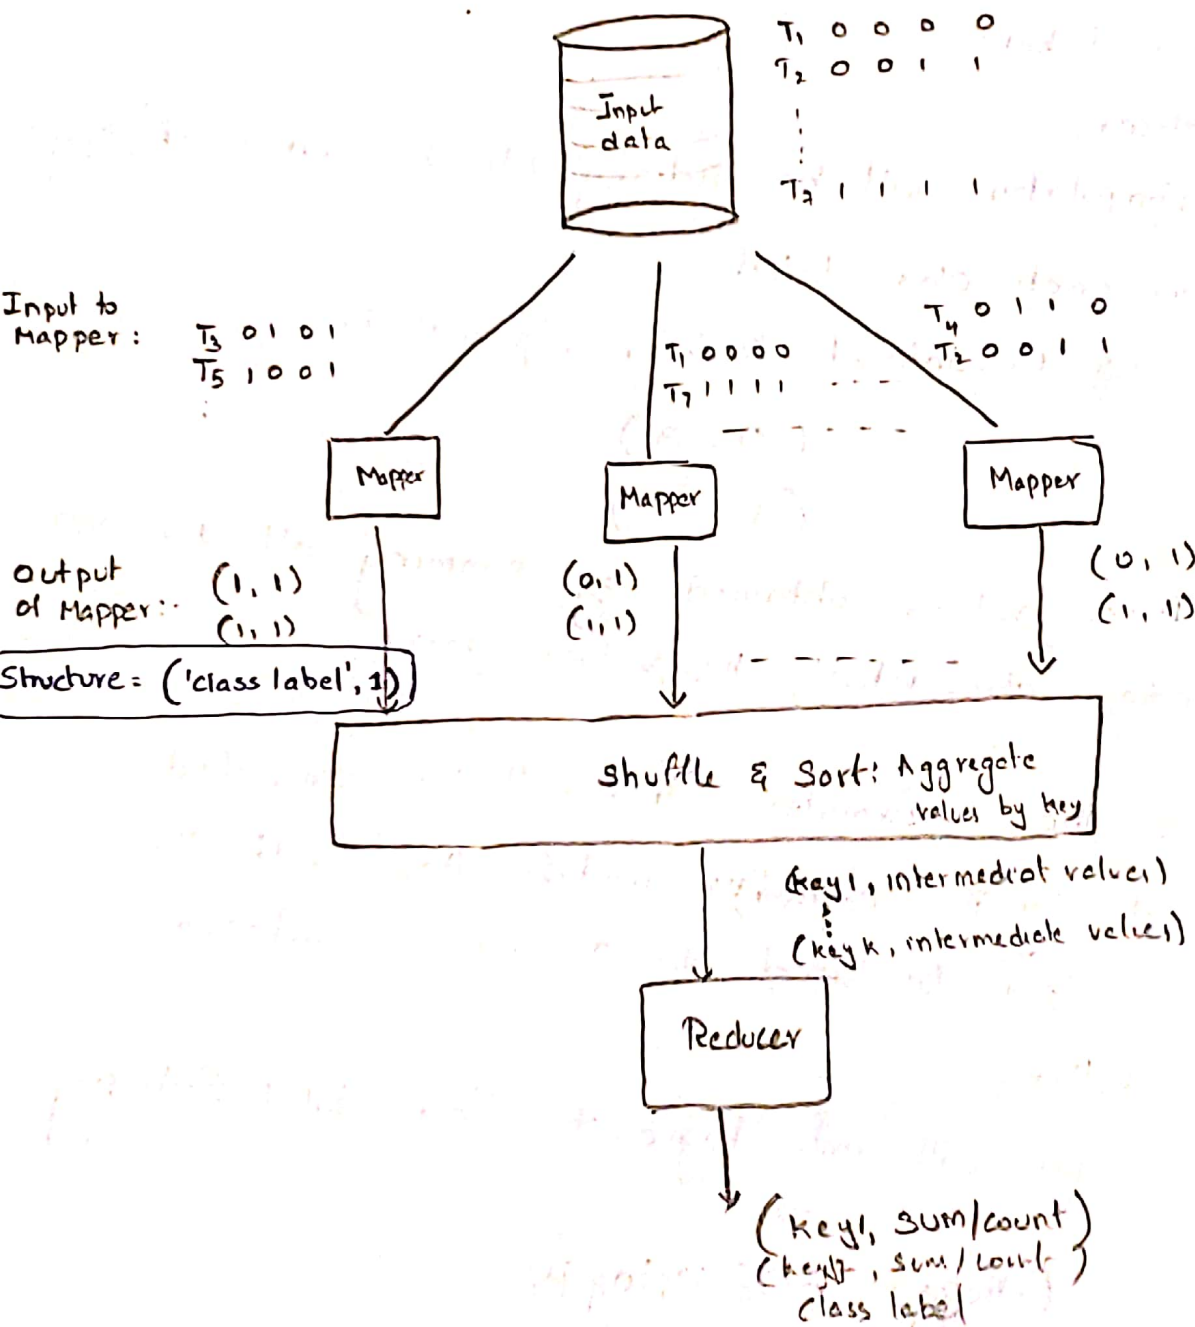 T1 0 0 0 0
T2 0 0 1 1
Input
data
T7 1 1 1 1
Input to
Mapper:
T3 0 1 0 1
T5 1 0 0 1
T1 0 0 0 0
T7 1 1 1 1
T4 0 1 1 0
T2 0 0 1 1
Mapper
Mapper
Mapper
Output
of Mapper:
(1, 1)
(1, 1)
(0, 1)
(1, 1)
(0, 1)
(1, 1)
Structure = ('class label', 1)
Shuffle & Sort: Aggregate
values by key
(key1, intermediat values)
(key k, intermediate values)
Reducer
(key1, sum/count)
sum/count)
class label